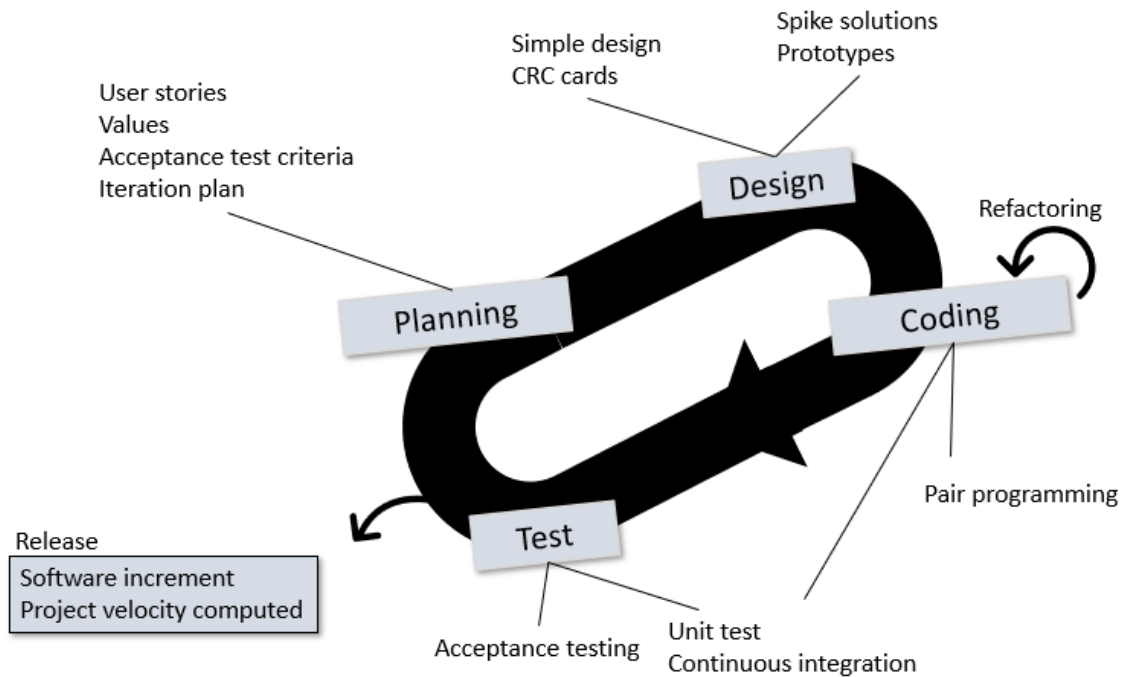 Spike solutions
Prototypes
Simple design
CRC cards
User stories
Values
Acceptance test criteria
Iteration plan
Design
Refactoring
Planning
Coding
Pair programming
Test
Release
Software increment
Project velocity computed
Acceptance testing
Unit test
Continuous integration